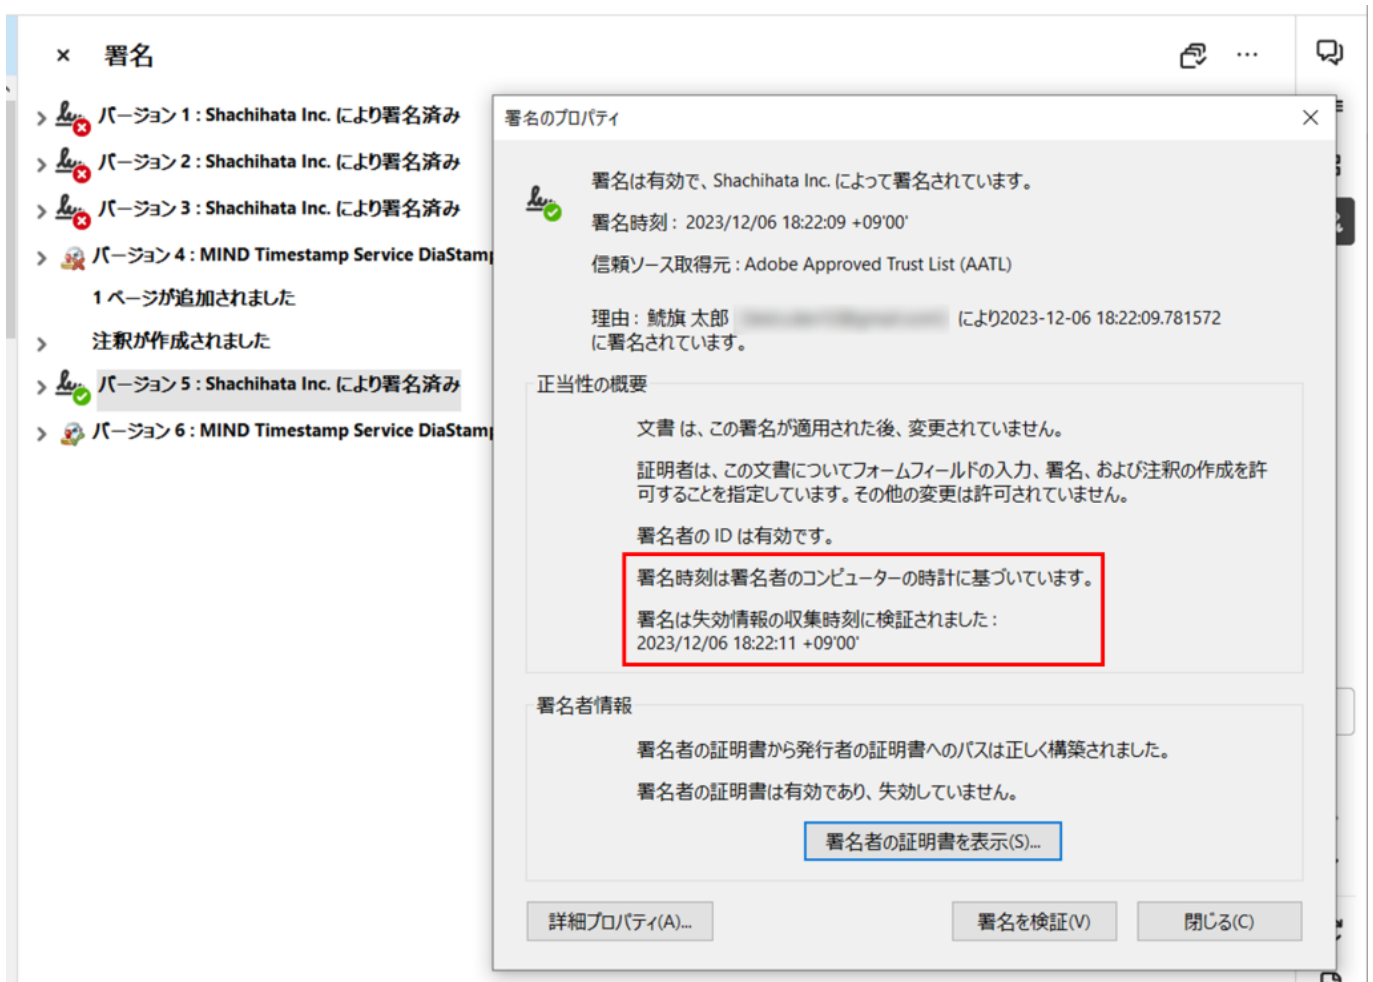 署名
バージョン 1 : Shachihata Inc. により署名済み
バージョン 2 : Shachihata Inc. により署名済み
バージョン 3 : Shachihata Inc. により署名済み
バージョン 4 : MIND Timestamp Service DiaStamp
1 ページが追加されました
注釈が作成されました
バージョン 5 : Shachihata Inc. により署名済み
バージョン 6 : MIND Timestamp Service DiaStamp
署名のプロパティ
署名は有効で、Shachihata Inc. によって署名されています。
署名時刻 : 2023/12/06 18:22:09 +09'00'
信頼ソース取得元 : Adobe Approved Trust List (AATL)
理由 : 鯱旗 太郎 により2023-12-06 18:22:09.781572
に署名されています。
正当性の概要
文書 は、この署名が適用された後、変更されていません。
証明者は、この文書についてフォームフィールドの入力、署名、および注釈の作成を許
可することを指定しています。その他の変更は許可されていません。
署名者の ID は有効です。
署名時刻は署名者のコンピューターの時計に基づいています。
署名は失効情報の収集時刻に検証されました :
2023/12/06 18:22:11 +09'00'
署名者情報
署名者の証明書から発行者の証明書へのパスは正しく構築されました。
署名者の証明書は有効であり、失効していません。
署名者の証明書を表示(S)...
詳細プロパティ(A)...
署名を検証(V)
閉じる(C)